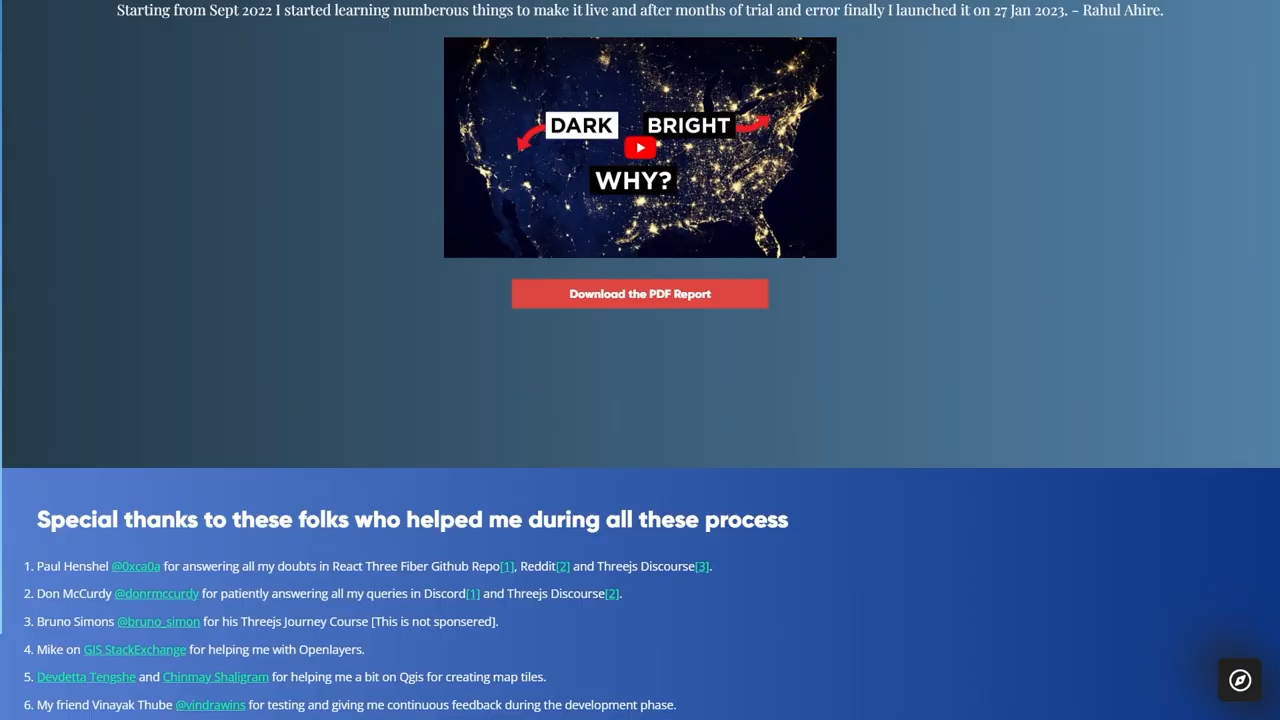 Starting from Sept 2022 I started learning numberous things to make it live and after months of trial and error finally I launched it on 27 Jan 2023. - Rahul Ahire.
DARK
BRIGHT
WHY?
Download the PDF Report
Special thanks to these folks who helped me during all these process
1. Paul Henshel @0xca0a for answering all my doubts in React Three Fiber Github Repo[1], Reddit[2] and Threejs Discourse[3].
2. Don McCurdy @donrmccurdy for patiently answering all my queries in Discord[1] and Threejs Discourse[2].
3. Bruno Simons @bruno_simon for his Threejs Journey Course [This is not sponsered].
4. Mike on GIS StackExchange for helping me with Openlayers.
5. Devdetta Tengshe and Chinmay Shaligram for helping me a bit on Qgis for creating map tiles.
6. My friend Vinayak Thube @vindrawins for testing and giving me continuous feedback during the development phase.